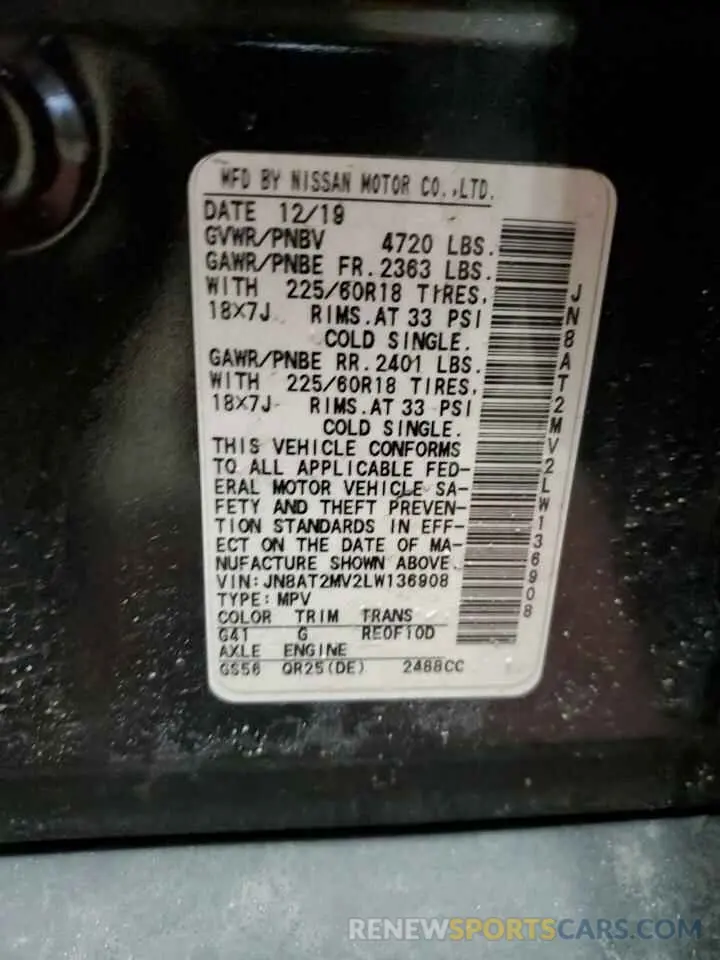 MFD BY NISSAN MOTOR CO.,LTD.
DATE 12/19
GVWR/PNBV 4720 LBS.
GAWR/PNBE FR. 2363 LBS.
WITH 225/60R18 TIRES,
18X7J RIMS. AT 33 PSI
COLD SINGLE.
GAWR/PNBE RR. 2401 LBS.
WITH 225/60R18 TIRES,
18X7J RIMS. AT 33 PSI
COLD SINGLE.
THIS VEHICLE CONFORMS
TO ALL APPLICABLE FED-
ERAL MOTOR VEHICLE SA-
FETY AND THEFT PREVEN-
TION STANDARDS IN EFF-
ECT ON THE DATE OF MA-
NUFACTURE SHOWN ABOVE.
VIN: JN8AT2MV2LW136908
TYPE: MPV
COLOR TRIM TRANS
G41 G RE0F10D
AXLE ENGINE
GS56 QR25(DE) 2488CC
JN8AT2MV2LW136908
RENEWSPORTSCARS.COM